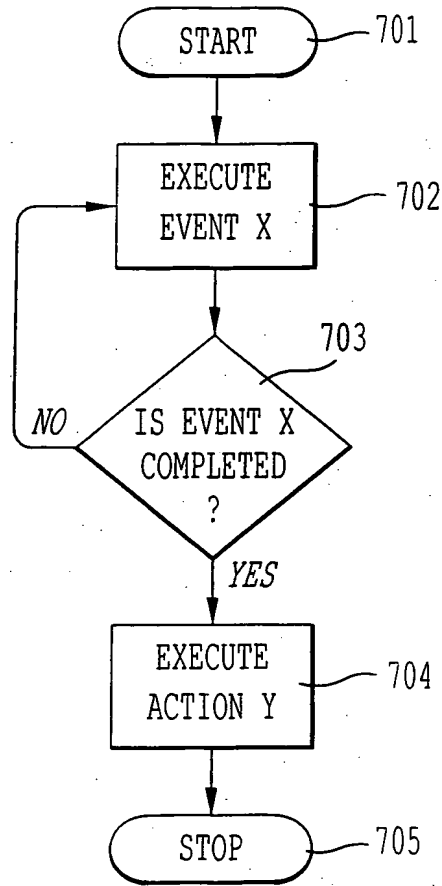 START
701
EXECUTE
EVENT X
702
703
IS EVENT X
COMPLETED
?
NO
YES
EXECUTE
ACTION Y
704
STOP
705